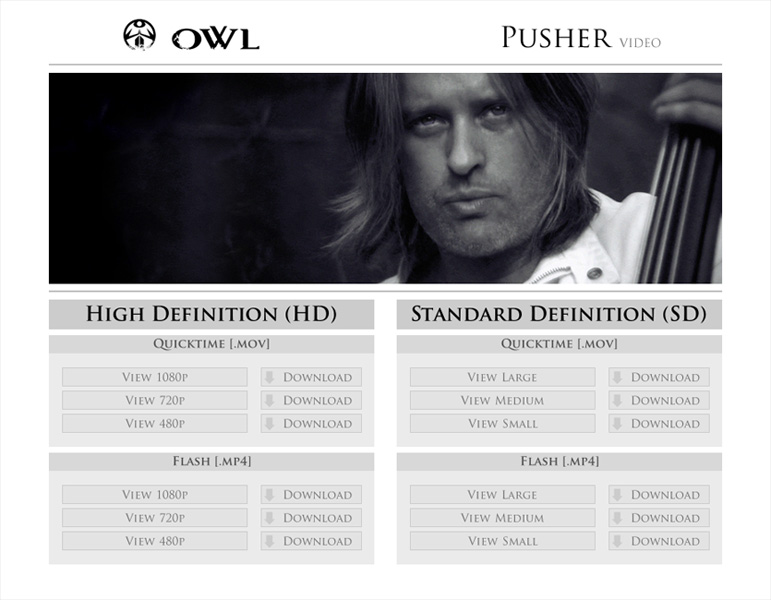 OWL
PUSHER VIDEO
HIGH DEFINITION (HD)
QUICKTIME [.MOV]
VIEW 1080P DOWNLOAD
VIEW 720P DOWNLOAD
VIEW 480P DOWNLOAD
FLASH [.MP4]
VIEW 1080P DOWNLOAD
VIEW 720P DOWNLOAD
VIEW 480P DOWNLOAD
STANDARD DEFINITION (SD)
QUICKTIME [.MOV]
VIEW LARGE DOWNLOAD
VIEW MEDIUM DOWNLOAD
VIEW SMALL DOWNLOAD
FLASH [.MP4]
VIEW LARGE DOWNLOAD
VIEW MEDIUM DOWNLOAD
VIEW SMALL DOWNLOAD